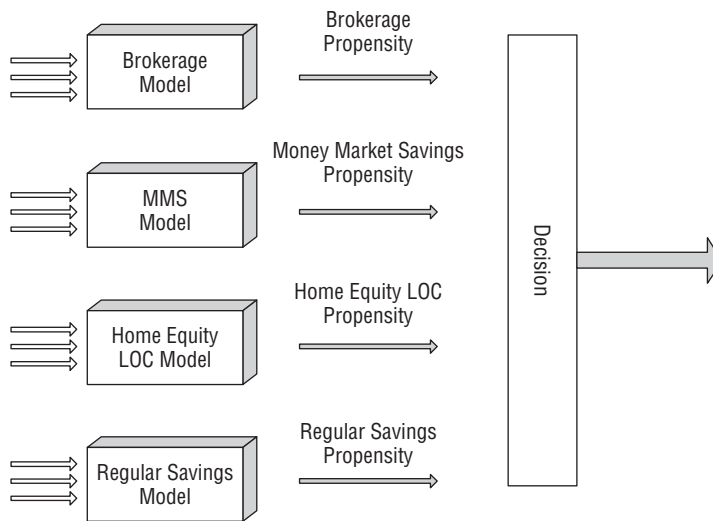 Brokerage
Model
Brokerage
Propensity
MMS
Model
Money Market Savings
Propensity
Home Equity
LOC Model
Home Equity LOC
Propensity
Regular Savings
Model
Regular Savings
Propensity
Decision